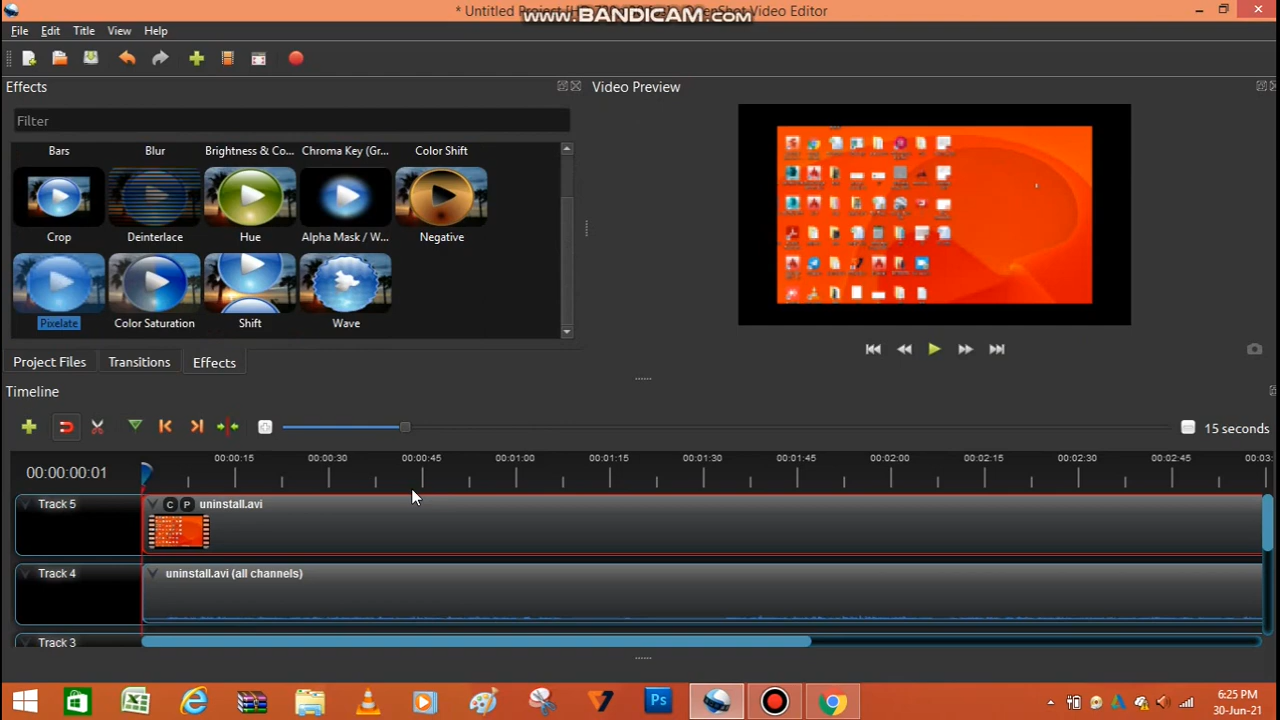 * Untitled Project
Shot Video Editor
www.BANDICAM.com
File Edit Title View Help
Effects
Video Preview
Filter
Bars Blur Brightness & Co... Chroma Key (Gr... Color Shift
Crop Deinterlace Hue Alpha Mask / W... Negative
Pixelate Color Saturation Shift Wave
Project Files Transitions Effects
Timeline
15 seconds
00:00:00:01
00:00:15 00:00:30 00:00:45 00:01:00 00:01:15 00:01:30 00:01:45 00:02:00 00:02:15 00:02:30 00:02:45 00:03:
Track 5 C P uninstall.avi
Track 4 uninstall.avi (all channels)
Track 3
Ps
6:25 PM
30-Jun-21